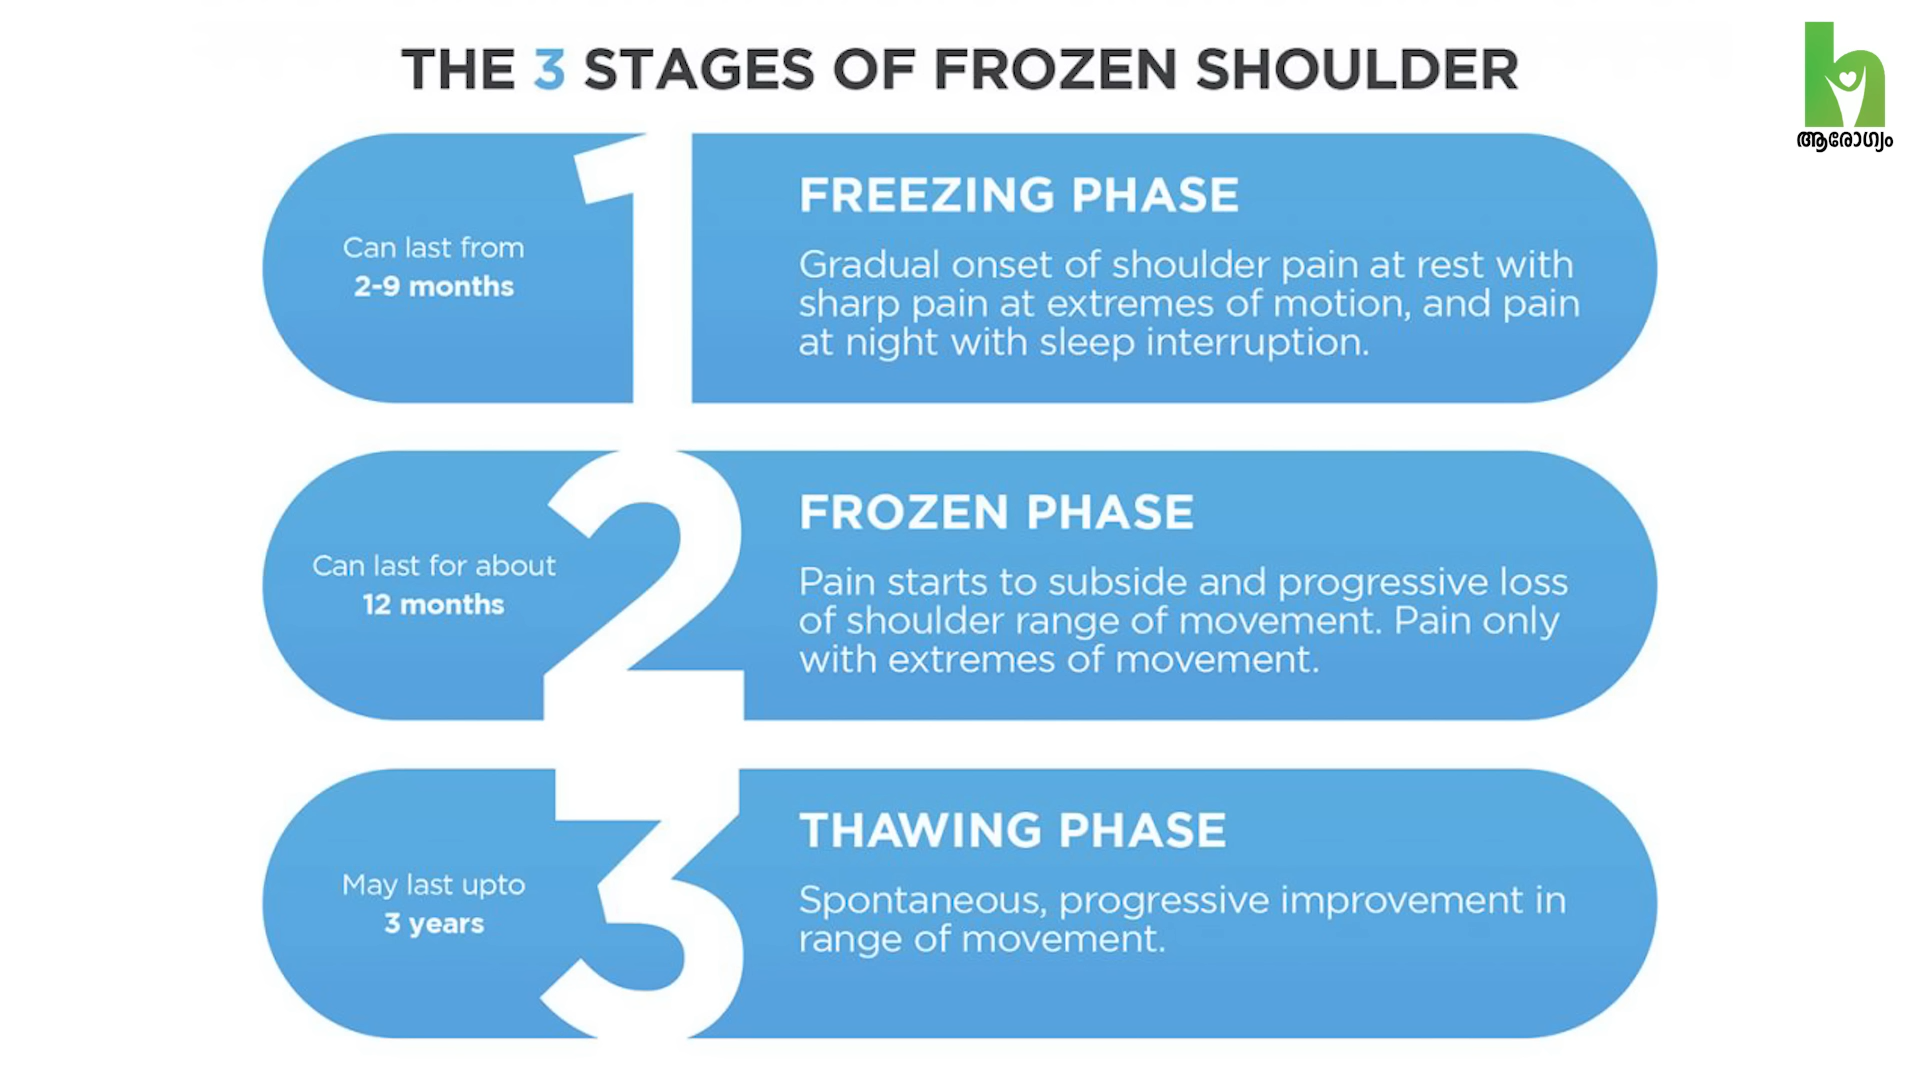 THE 3 STAGES OF FROZEN SHOULDER
ആരോഗ്യം
1
Can last from
2-9 months
FREEZING PHASE
Gradual onset of shoulder pain at rest with
sharp pain at extremes of motion, and pain
at night with sleep interruption.
2
Can last for about
12 months
FROZEN PHASE
Pain starts to subside and progressive loss
of shoulder range of movement. Pain only
with extremes of movement.
3
May last upto
3 years
THAWING PHASE
Spontaneous, progressive improvement in
range of movement.